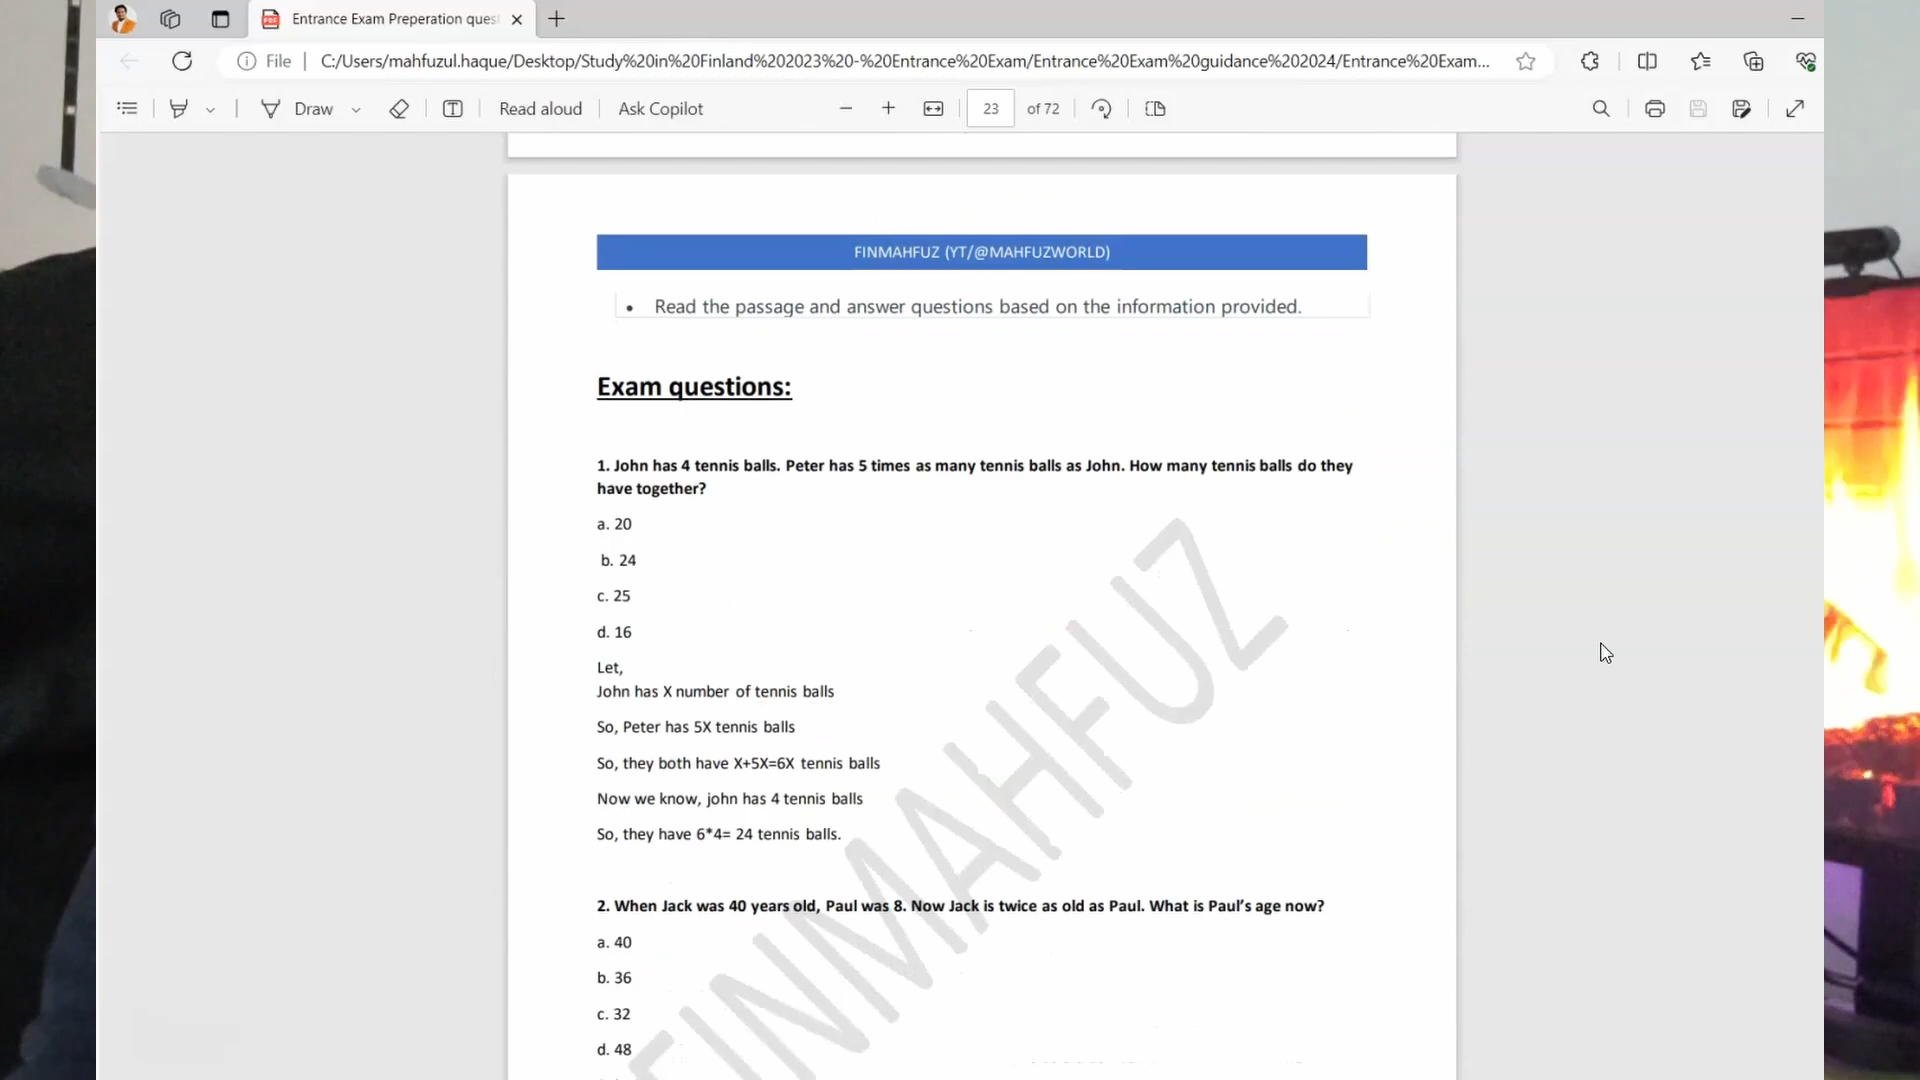 Entrance Exam Preperation ques
File
C:/Users/mahfuzul.haque/Desktop/Study%20in%20Finland%202023%20-%20Entrance%20Exam/Entrance%20Exam%20guidance%202024/Entrance%20Exam...
Draw
Read aloud
Ask Copilot
23
of 72
FINMAHFUZ (YT/@MAHFUZWORLD)
• Read the passage and answer questions based on the information provided.
Exam questions:
1. John has 4 tennis balls. Peter has 5 times as many tennis balls as John. How many tennis balls do they
have together?
a. 20
b. 24
c. 25
d. 16
Let,
John has X number of tennis balls
So, Peter has 5X tennis balls
So, they both have X+5X=6X tennis balls
Now we know, john has 4 tennis balls
So, they have 6*4= 24 tennis balls.
2. When Jack was 40 years old, Paul was 8. Now Jack is twice as old as Paul. What is Paul's age now?
a. 40
b. 36
c. 32
d. 48
FINMAHFUZ